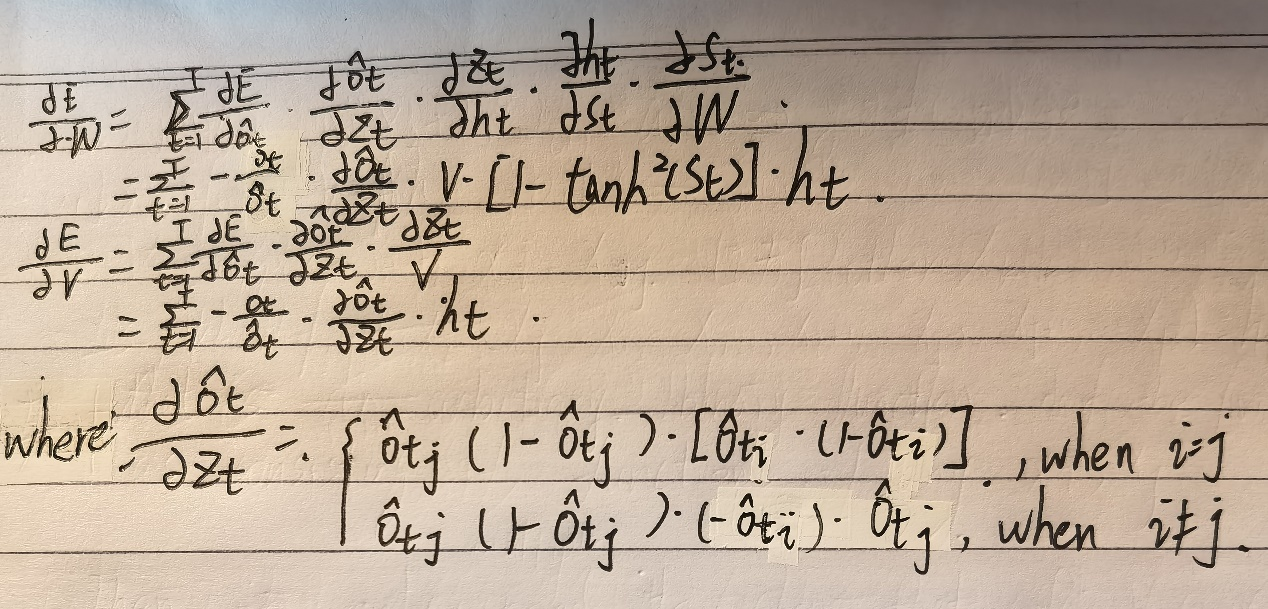 ∂E/∂W = Σ_{t=1}^{T} ∂E/∂ô_t · ∂ô_t/∂z_t · ∂z_t/∂h_t · ∂h_t/∂s_t · ∂s_t/∂W .
= Σ_{t=1}^{T} - o_t/ô_t · ∂ô_t/∂z_t · V · [1 - tanh²(s_t)] · h_t .
∂E/∂V = Σ_{t=1}^{T} ∂E/∂ô_t · ∂ô_t/∂z_t · ∂z_t/V
= Σ_{t=1}^{T} - o_t/ô_t · ∂ô_t/∂z_t · h_t .
where, ∂ô_t/∂z_t = { ô_tj (1 - ô_tj) · [ô_ti · (1 - ô_ti)] , when i=j
ô_tj (1 - ô_tj) · (-ô_ti) · ô_tj , when i≠j.